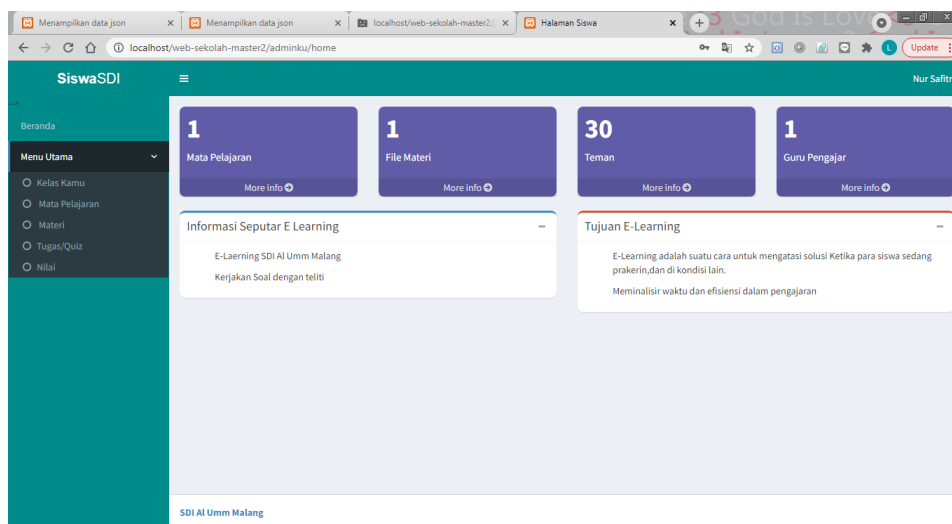 Menampilkan data json
Menampilkan data json
localhost/web-sekolah-master2/
Halaman Siswa
localhost/web-sekolah-master2/adminku/home
L
Update
SiswaSDI
Nur Safitr
Beranda
Menu Utama
Kelas Kamu
Mata Pelajaran
Materi
Tugas/Quiz
Nilai
1
Mata Pelajaran
More info
1
File Materi
More info
30
Teman
More info
1
Guru Pengajar
More info
Informasi Seputar E Learning
E-Laerning SDI Al Umm Malang
Kerjakan Soal dengan teliti
Tujuan E-Learning
E-Learning adalah suatu cara untuk mengatasi solusi Ketika para siswa sedang
prakerin,dan di kondisi lain.
Meminalisir waktu dan efisiensi dalam pengajaran
SDI Al Umm Malang